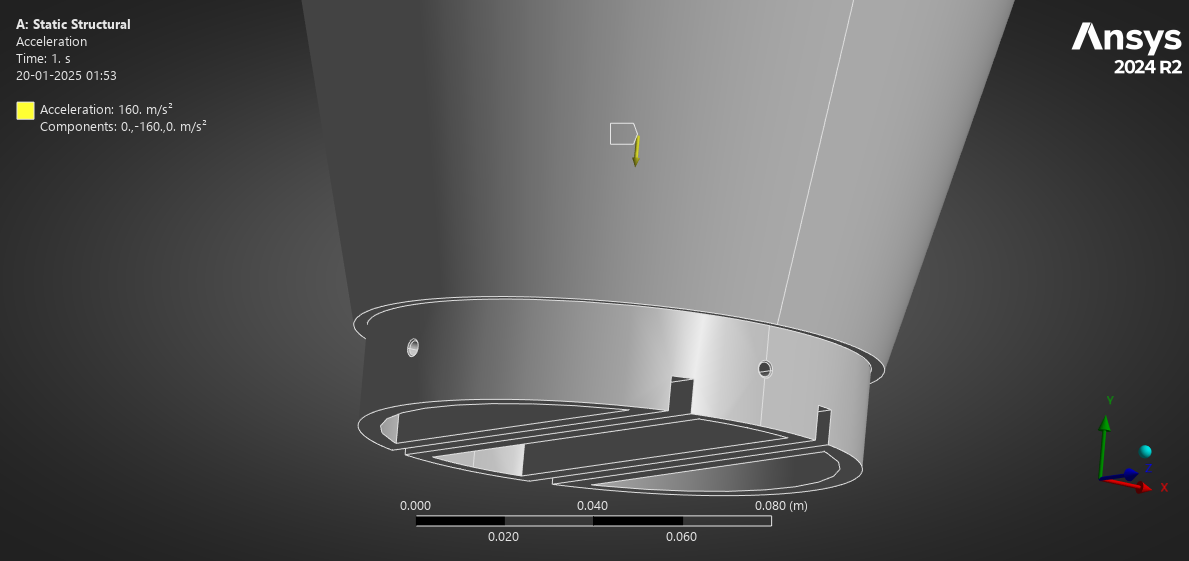 A: Static Structural
Acceleration
Time: 1. s
20-01-2025 01:53
Acceleration: 160. m/s²
Components: 0.,-160.,0. m/s²
Ansys
2024 R2
Y
Z
X
0.000 0.040 0.080 (m)
0.020 0.060